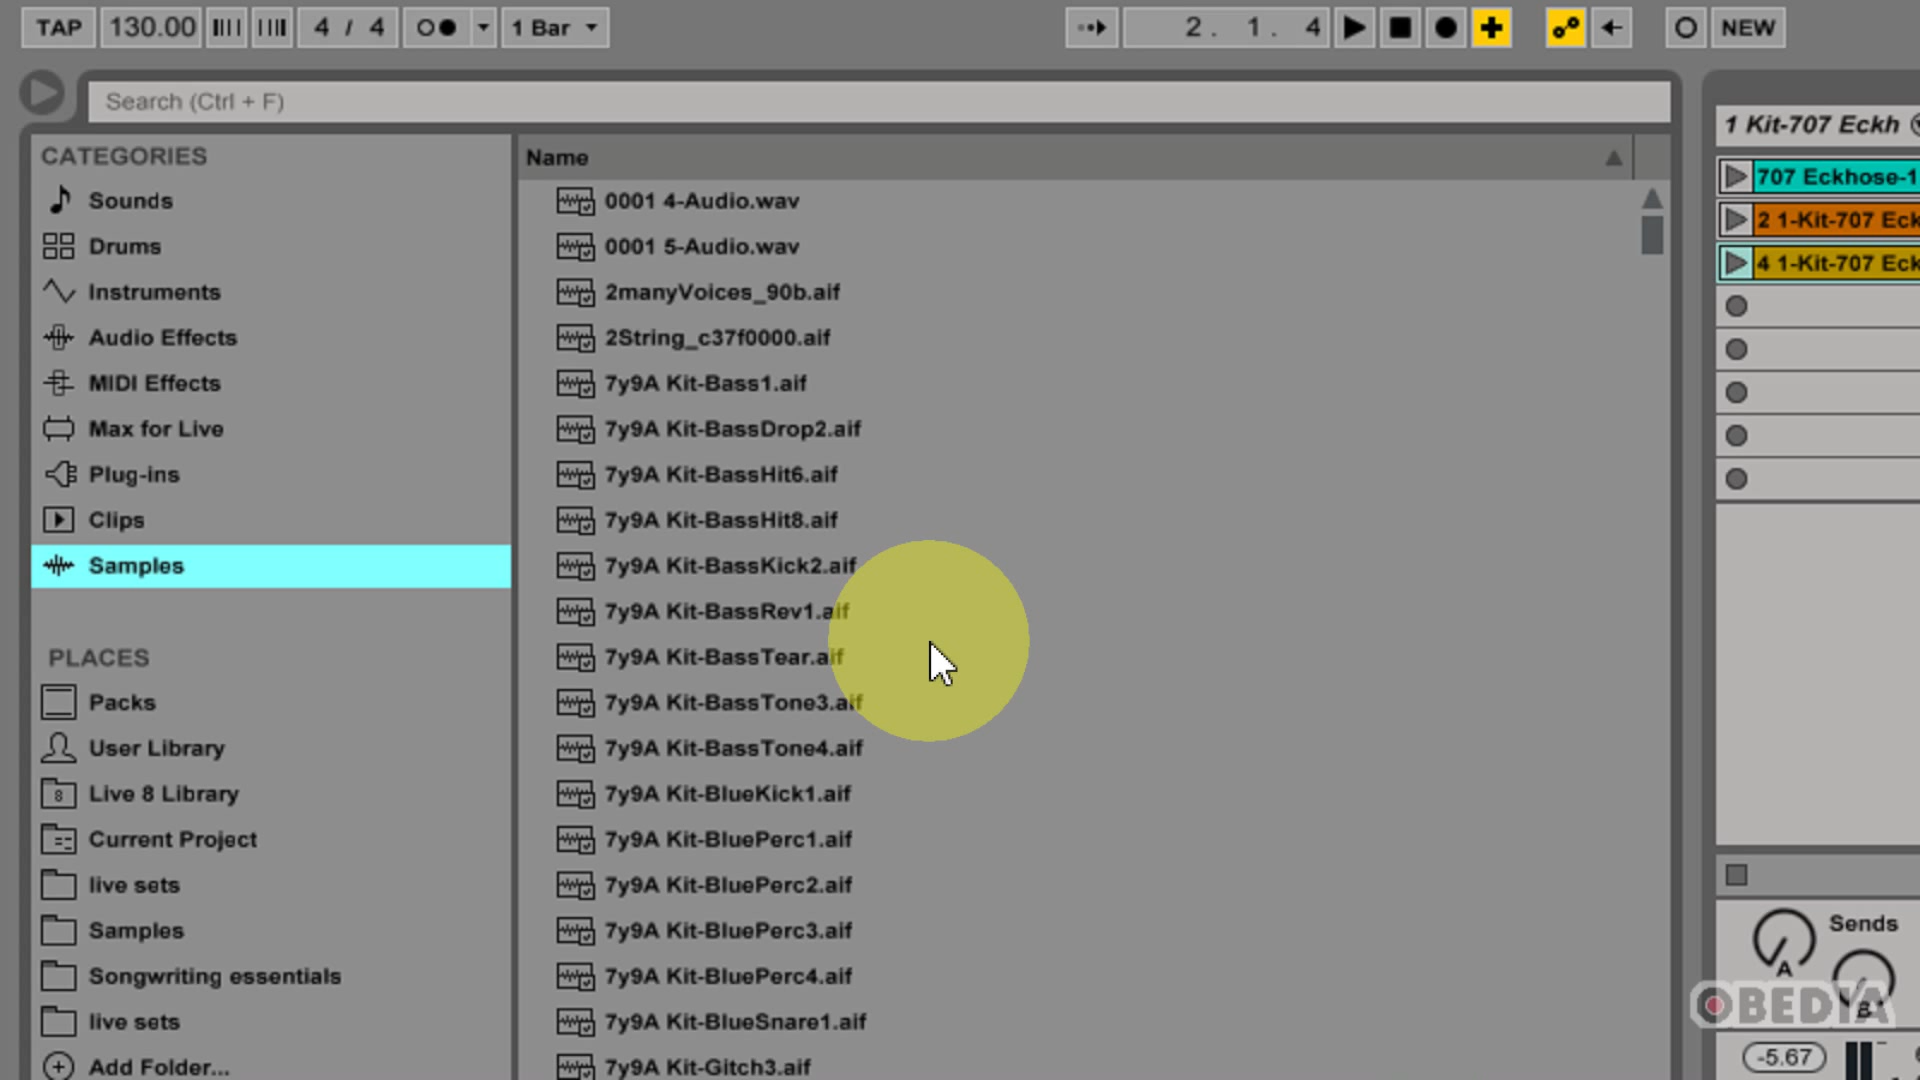 TAP 130.00 4 / 4 1 Bar 2. 1. 4 NEW
Search (Ctrl + F)
CATEGORIES
Sounds
Drums
Instruments
Audio Effects
MIDI Effects
Max for Live
Plug-ins
Clips
Samples
PLACES
Packs
User Library
8 Live 8 Library
Current Project
live sets
Samples
Songwriting essentials
live sets
Add Folder...
Name
0001 4-Audio.wav
0001 5-Audio.wav
2manyVoices_90b.aif
2String_c37f0000.aif
7y9A Kit-Bass1.aif
7y9A Kit-BassDrop2.aif
7y9A Kit-BassHit6.aif
7y9A Kit-BassHit8.aif
7y9A Kit-BassKick2.aif
7y9A Kit-BassRev1.aif
7y9A Kit-BassTear.aif
7y9A Kit-BassTone3.aif
7y9A Kit-BassTone4.aif
7y9A Kit-BlueKick1.aif
7y9A Kit-BluePerc1.aif
7y9A Kit-BluePerc2.aif
7y9A Kit-BluePerc3.aif
7y9A Kit-BluePerc4.aif
7y9A Kit-BlueSnare1.aif
7y9A Kit-Gitch3.aif
1 Kit-707 Eckh
707 Eckhose-1
2 1-Kit-707 Eck
4 1-Kit-707 Eck
Sends
A
B
OBEDIA
-5.67